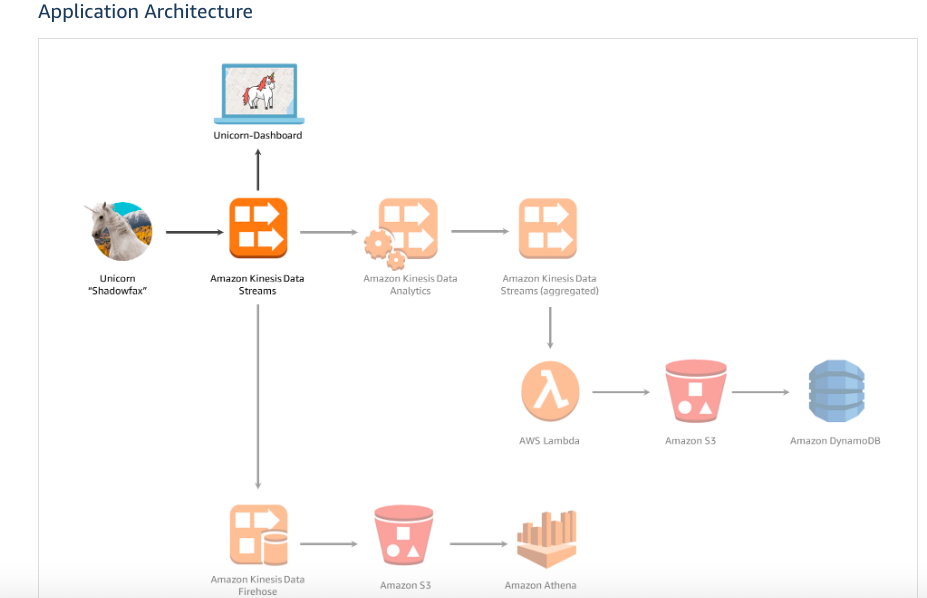 Application Architecture
Unicorn-Dashboard
Unicorn
“Shadowfax”
Amazon Kinesis Data
Streams
Amazon Kinesis Data
Analytics
Amazon Kinesis Data
Streams (aggregated)
AWS Lambda
Amazon S3
Amazon DynamoDB
Amazon Kinesis Data
Firehose
Amazon S3
Amazon Athena